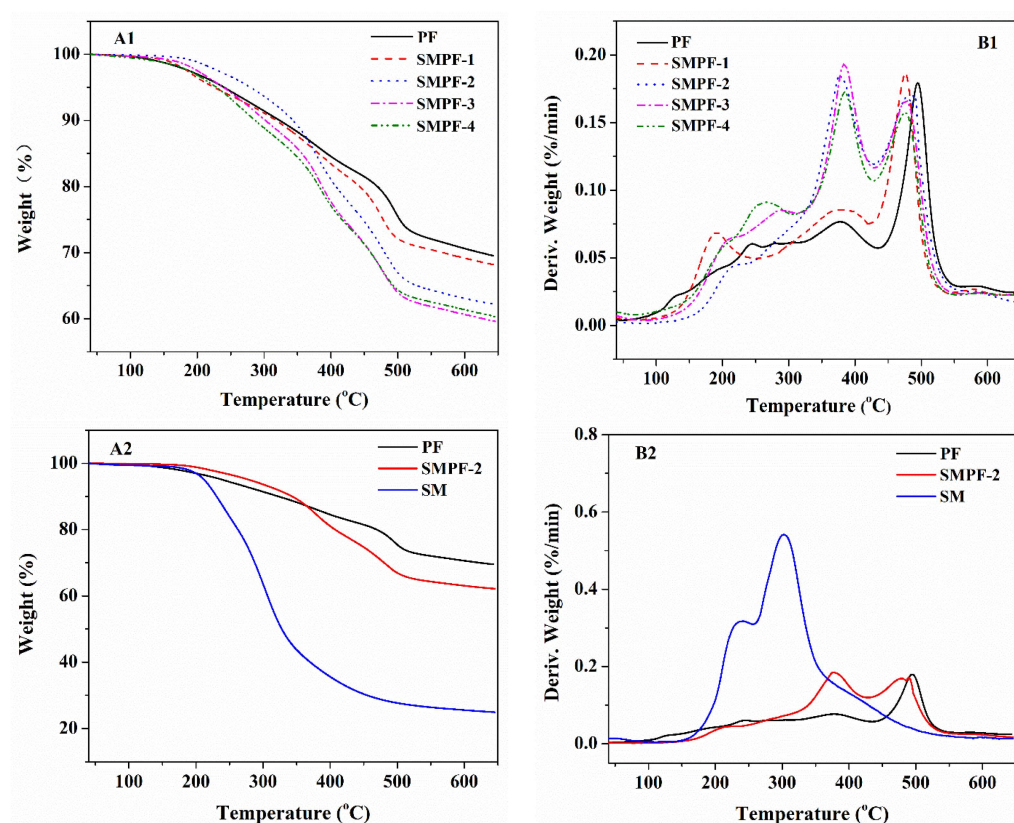 A1
PF
SMPF-1
SMPF-2
SMPF-3
SMPF-4
100
90
80
70
60
Weight (%)
100 200 300 400 500 600
Temperature (°C)
B1
PF
SMPF-1
SMPF-2
SMPF-3
SMPF-4
0.20
0.15
0.10
0.05
0.00
Deriv. Weight (%/min)
100 200 300 400 500 600
Temperature (°C)
A2
PF
SMPF-2
SM
100
80
60
40
20
Weight (%)
100 200 300 400 500 600
Temperature (°C)
B2
PF
SMPF-2
SM
0.8
0.6
0.4
0.2
0.0
Deriv. Weight (%/min)
0 100 200 300 400 500 600
Temperature (°C)